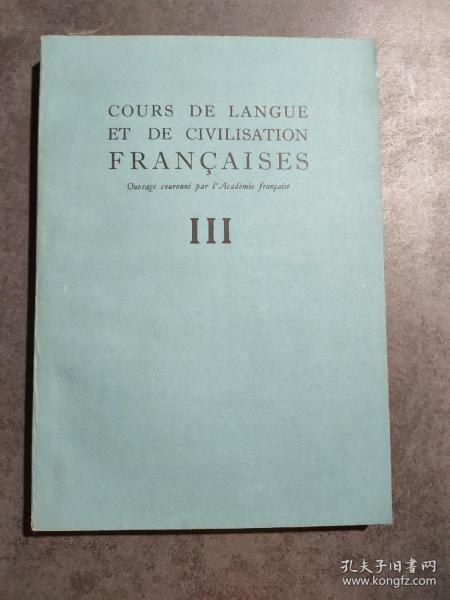 COURS DE LANGUE
ET DE CIVILISATION
FRANÇAISES
Ouvrage couronné par l'Académie française
III
孔夫子旧书网
www.kongfz.com